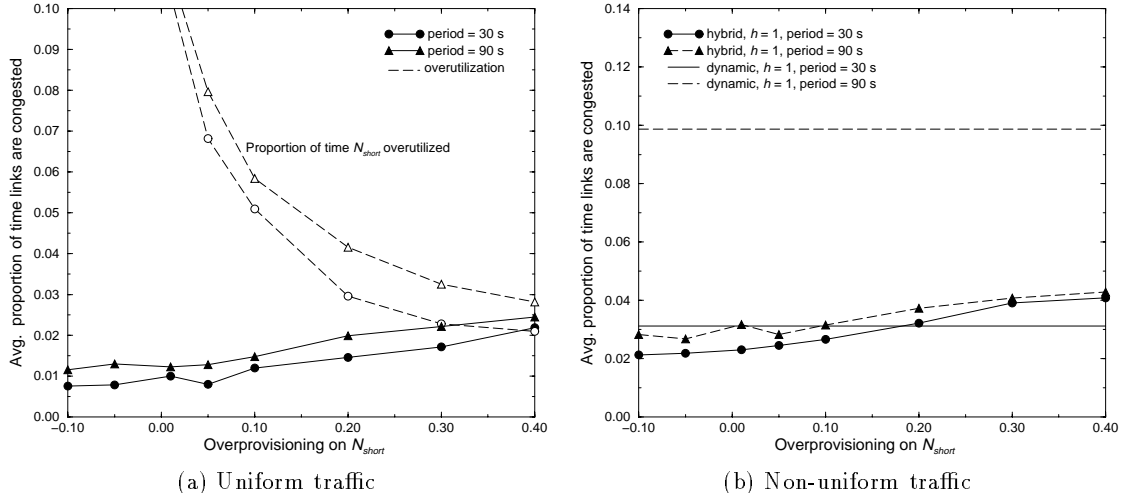 0.10
0.09
0.08
0.07
0.06
0.05
0.04
0.03
0.02
0.01
0.00
Avg. proportion of time links are congested
period = 30 s
period = 90 s
overutilization
Proportion of time N_short overutilized
−0.10 0.00 0.10 0.20 0.30 0.40
Overprovisioning on N_short
(a) Uniform traffic
0.14
0.12
0.10
0.08
0.06
0.04
0.02
0.00
Avg. proportion of time links are congested
hybrid, h = 1, period = 30 s
hybrid, h = 1, period = 90 s
dynamic, h = 1, period = 30 s
dynamic, h = 1, period = 90 s
−0.10 0.00 0.10 0.20 0.30 0.40
Overprovisioning on N_short
(b) Non-uniform traffic